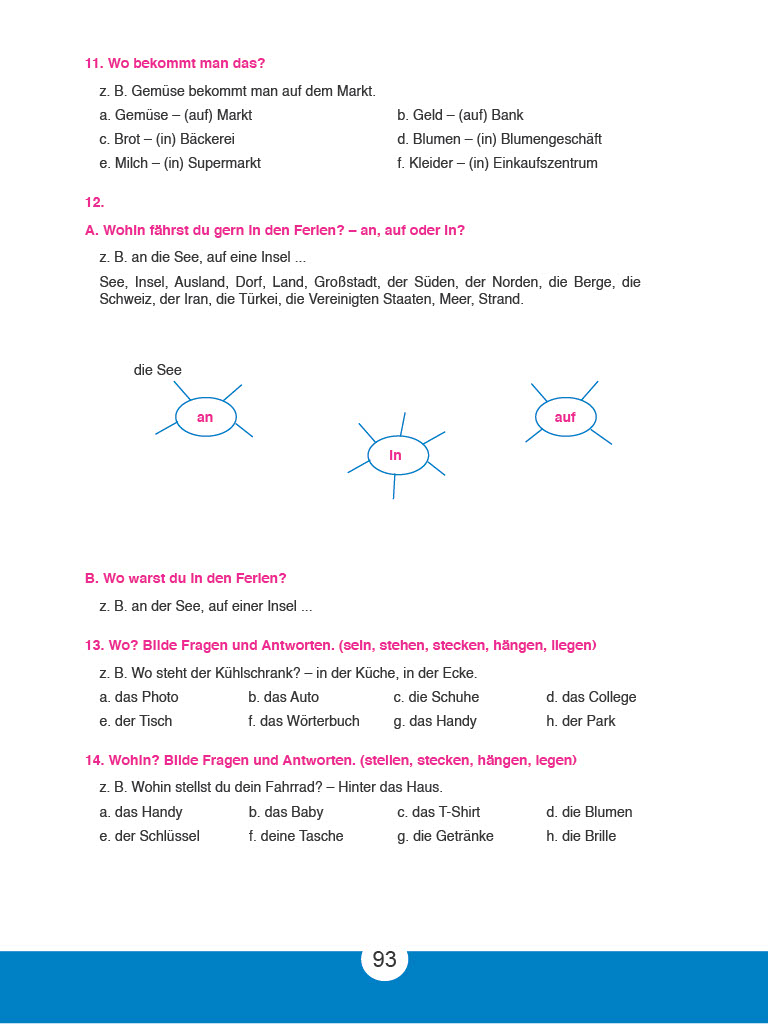 11. Wo bekommt man das?
z. B. Gemüse bekommt man auf dem Markt.
a. Gemüse – (auf) Markt b. Geld – (auf) Bank
c. Brot – (in) Bäckerei d. Blumen – (in) Blumengeschäft
e. Milch – (in) Supermarkt f. Kleider – (in) Einkaufszentrum
12.
A. Wohin fährst du gern in den Ferien? – an, auf oder in?
z. B. an die See, auf eine Insel ...
See, Insel, Ausland, Dorf, Land, Großstadt, der Süden, der Norden, die Berge, die
Schweiz, der Iran, die Türkei, die Vereinigten Staaten, Meer, Strand.
die See
an
in
auf
B. Wo warst du in den Ferien?
z. B. an der See, auf einer Insel ...
13. Wo? Bilde Fragen und Antworten. (sein, stehen, stecken, hängen, liegen)
z. B. Wo steht der Kühlschrank? – in der Küche, in der Ecke.
a. das Photo b. das Auto c. die Schuhe d. das College
e. der Tisch f. das Wörterbuch g. das Handy h. der Park
14. Wohin? Bilde Fragen und Antworten. (stellen, stecken, hängen, legen)
z. B. Wohin stellst du dein Fahrrad? – Hinter das Haus.
a. das Handy b. das Baby c. das T-Shirt d. die Blumen
e. der Schlüssel f. deine Tasche g. die Getränke h. die Brille
93